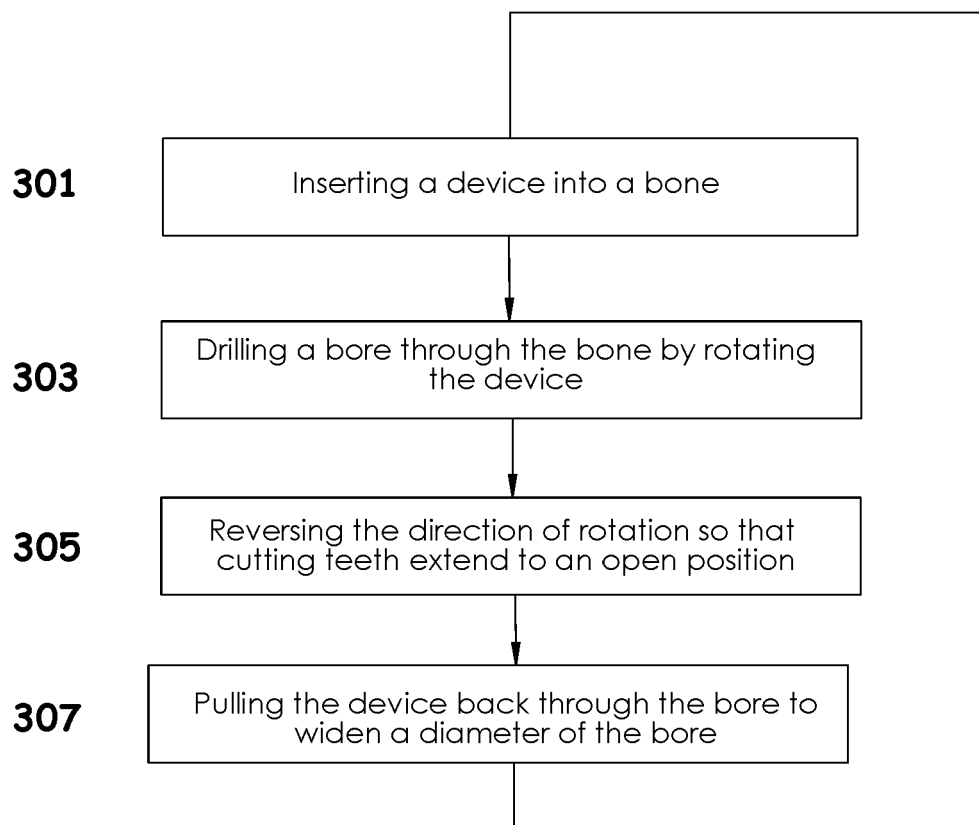 301
Inserting a device into a bone
303
Drilling a bore through the bone by rotating
the device
305
Reversing the direction of rotation so that
cutting teeth extend to an open position
307
Pulling the device back through the bore to
widen a diameter of the bore